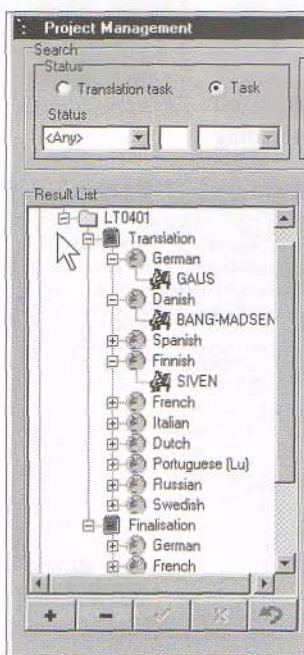 Project Management
Search
Status
Translation task Task
Status
<Any>
Result List
LT0401
Translation
German
GAUS
Danish
BANG-MADSEN
Spanish
Finnish
SIVEN
French
Italian
Dutch
Portuguese (Lu)
Russian
Swedish
Finalisation
German
French